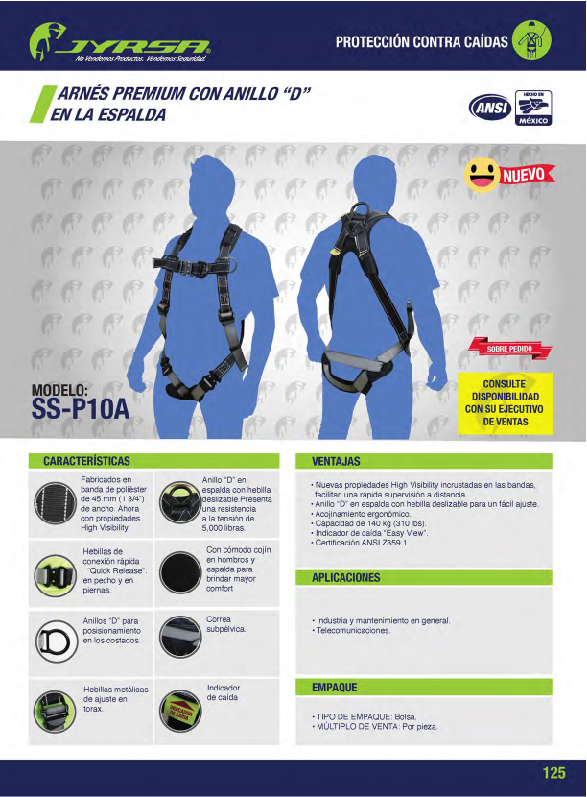 JYRSA®
No Vendemos Productos. Vendemos Seguridad.
PROTECCIÓN CONTRA CAÍDAS
ARNÉS PREMIUM CON ANILLO “D”
EN LA ESPALDA
ANSI
HECHO EN
MÉXICO
NUEVO
SOBRE PEDIDO
CONSULTE
DISPONIBILIDAD
CON SU EJECUTIVO
DE VENTAS
MODELO:
SS-P10A
CARACTERÍSTICAS
Fabricados en
banda de poliéster
de 45 mm (1 3/4”)
de ancho. Ahora
con propiedades
High Visibility
Anillo “D” en
espalda con hebilla
deslizable Presenta
una resistencia
a la tensión de
5,000 libras.
Hebillas de
conexión rápida
“Quick Release”.
en pecho y en
piernas.
Con cómodo cojín
en hombros y
espalda para
brindar mayor
comfort
Anillos “D” para
posisionamiento
en los costados.
Correa
subpélvica.
Hebillas metálicas
de ajuste en
torax.
INDICADOR
DE CAÍDA
Indicador
de caída
VENTAJAS
• Nuevas propiedades High Visibility incrustadas en las bandas,
facilitar una rapida supervisión a distancia.
• Anillo “D” en espalda con hebilla deslizable para un fácil ajuste.
• Acojinamiento ergonómico.
• Capacidad de 140 kg (310 lbs).
• Indicador de caída “Easy View”.
• Certificación ANSI Z359.1
APLICACIONES
• Industria y mantenimiento en general.
• Telecomunicaciones.
EMPAQUE
• TIPO DE EMPAQUE: Bolsa.
• MÚLTIPLO DE VENTA: Por pieza.
125